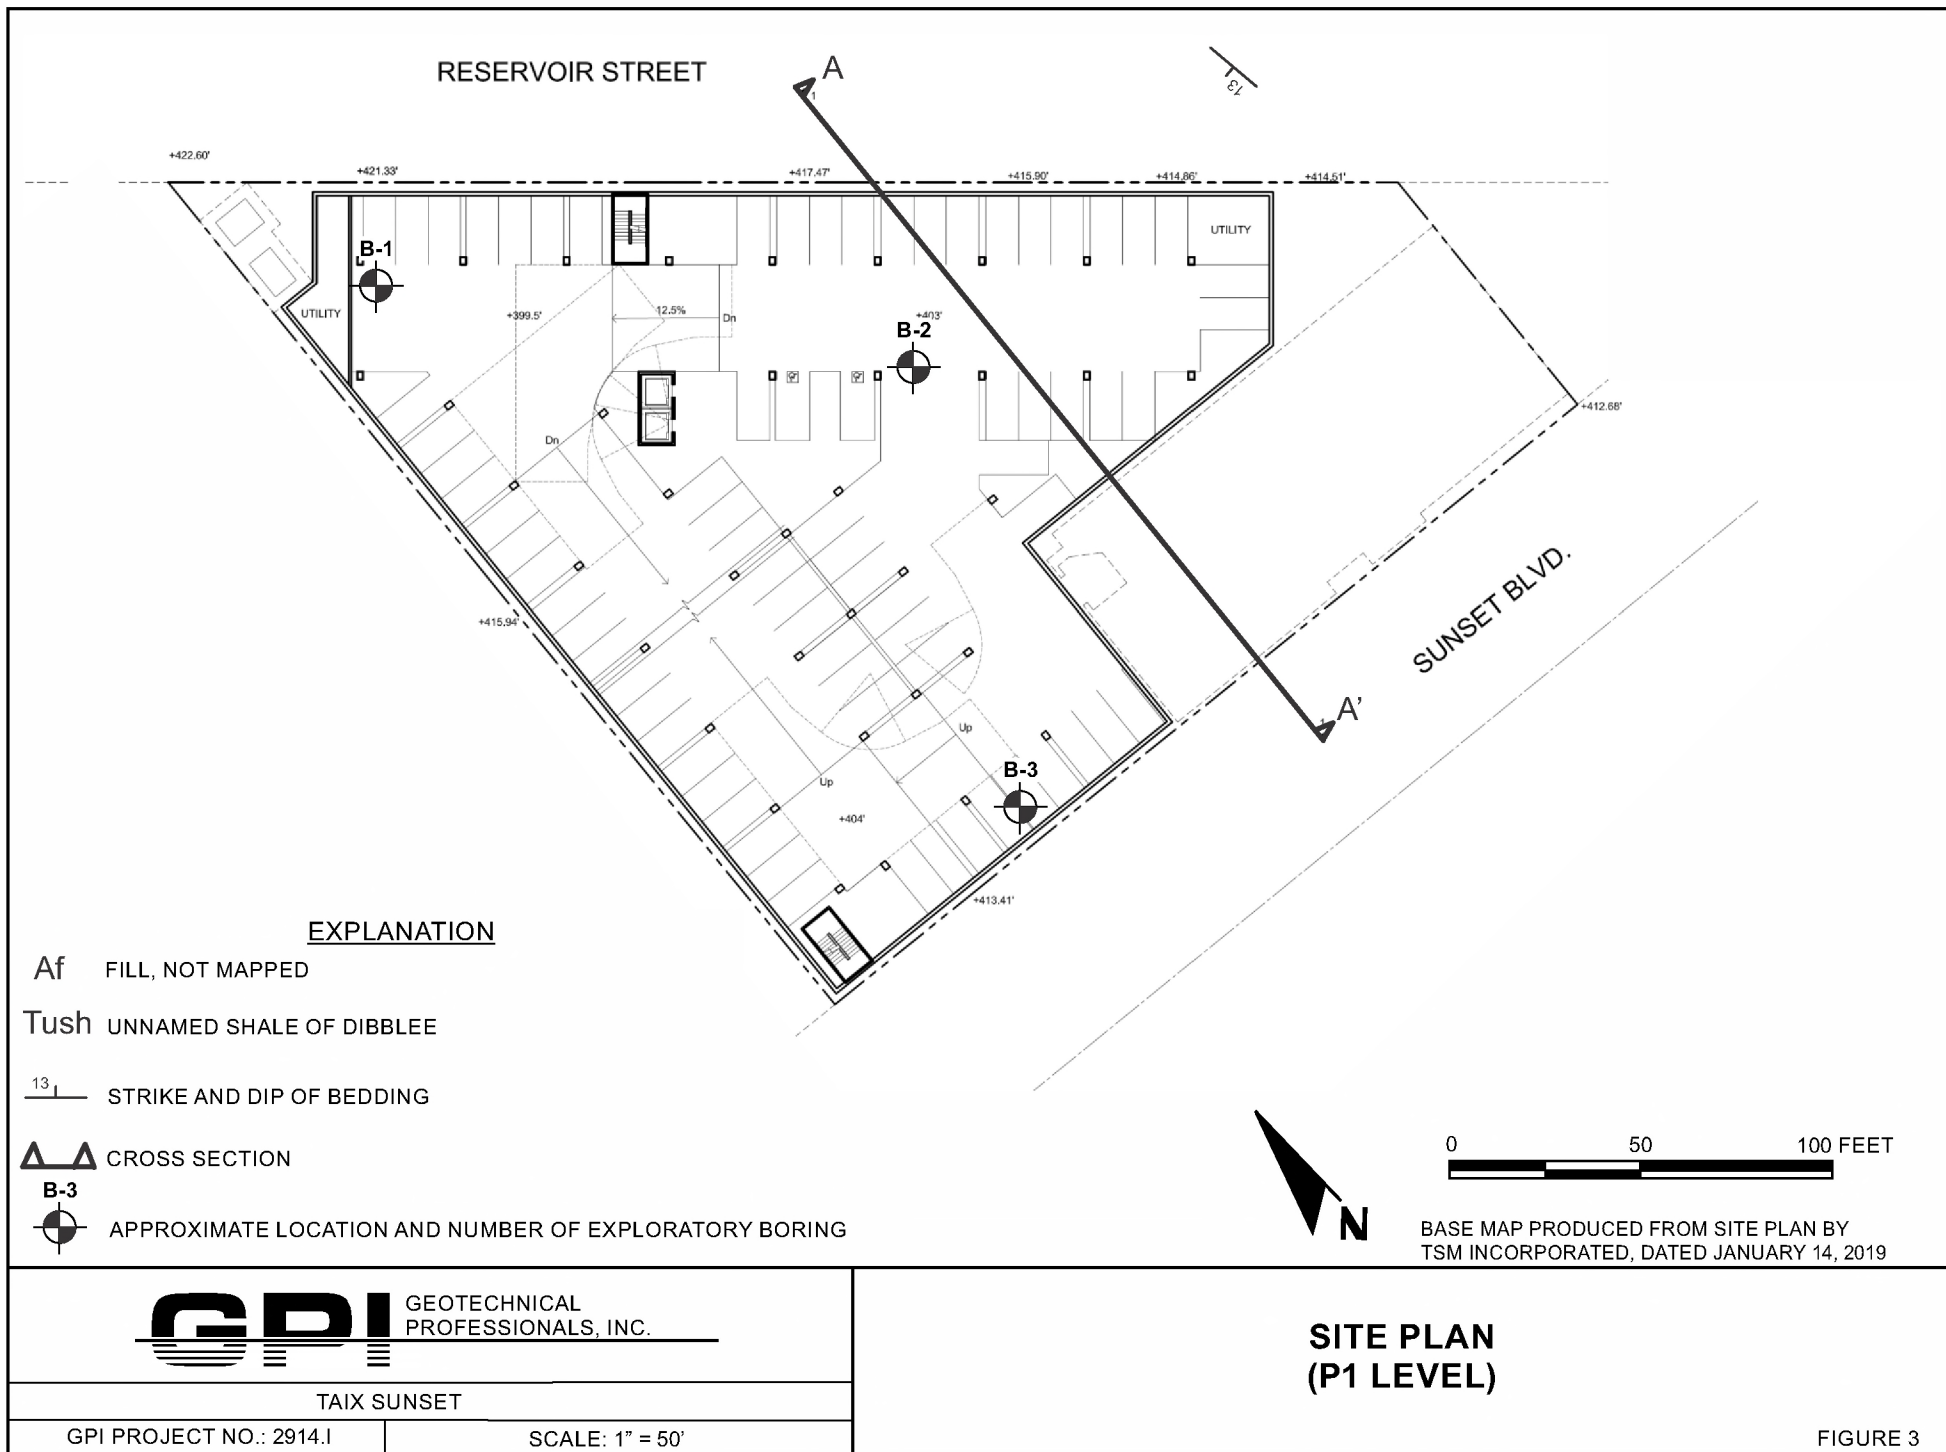 RESERVOIR STREET
A
1
13
+422.60'
+421.33'
+417.47'
+415.90'
+414.86'
+414.51'
UTILITY
B-1
UTILITY
+399.5'
12.5%
Dn
+403'
B-2
+412.68'
Dn
SUNSET BLVD.
+415.94'
A’
1
Up
B-3
Up
+404'
+413.41'
EXPLANATION
Af FILL, NOT MAPPED
Tush UNNAMED SHALE OF DIBBLEE
13 STRIKE AND DIP OF BEDDING
CROSS SECTION
B-3
APPROXIMATE LOCATION AND NUMBER OF EXPLORATORY BORING
N
0 50 100 FEET
BASE MAP PRODUCED FROM SITE PLAN BY
TSM INCORPORATED, DATED JANUARY 14, 2019
GPI
GEOTECHNICAL
PROFESSIONALS, INC.
TAIX SUNSET
GPI PROJECT NO.: 2914.I
SCALE: 1” = 50’
SITE PLAN
(P1 LEVEL)
FIGURE 3